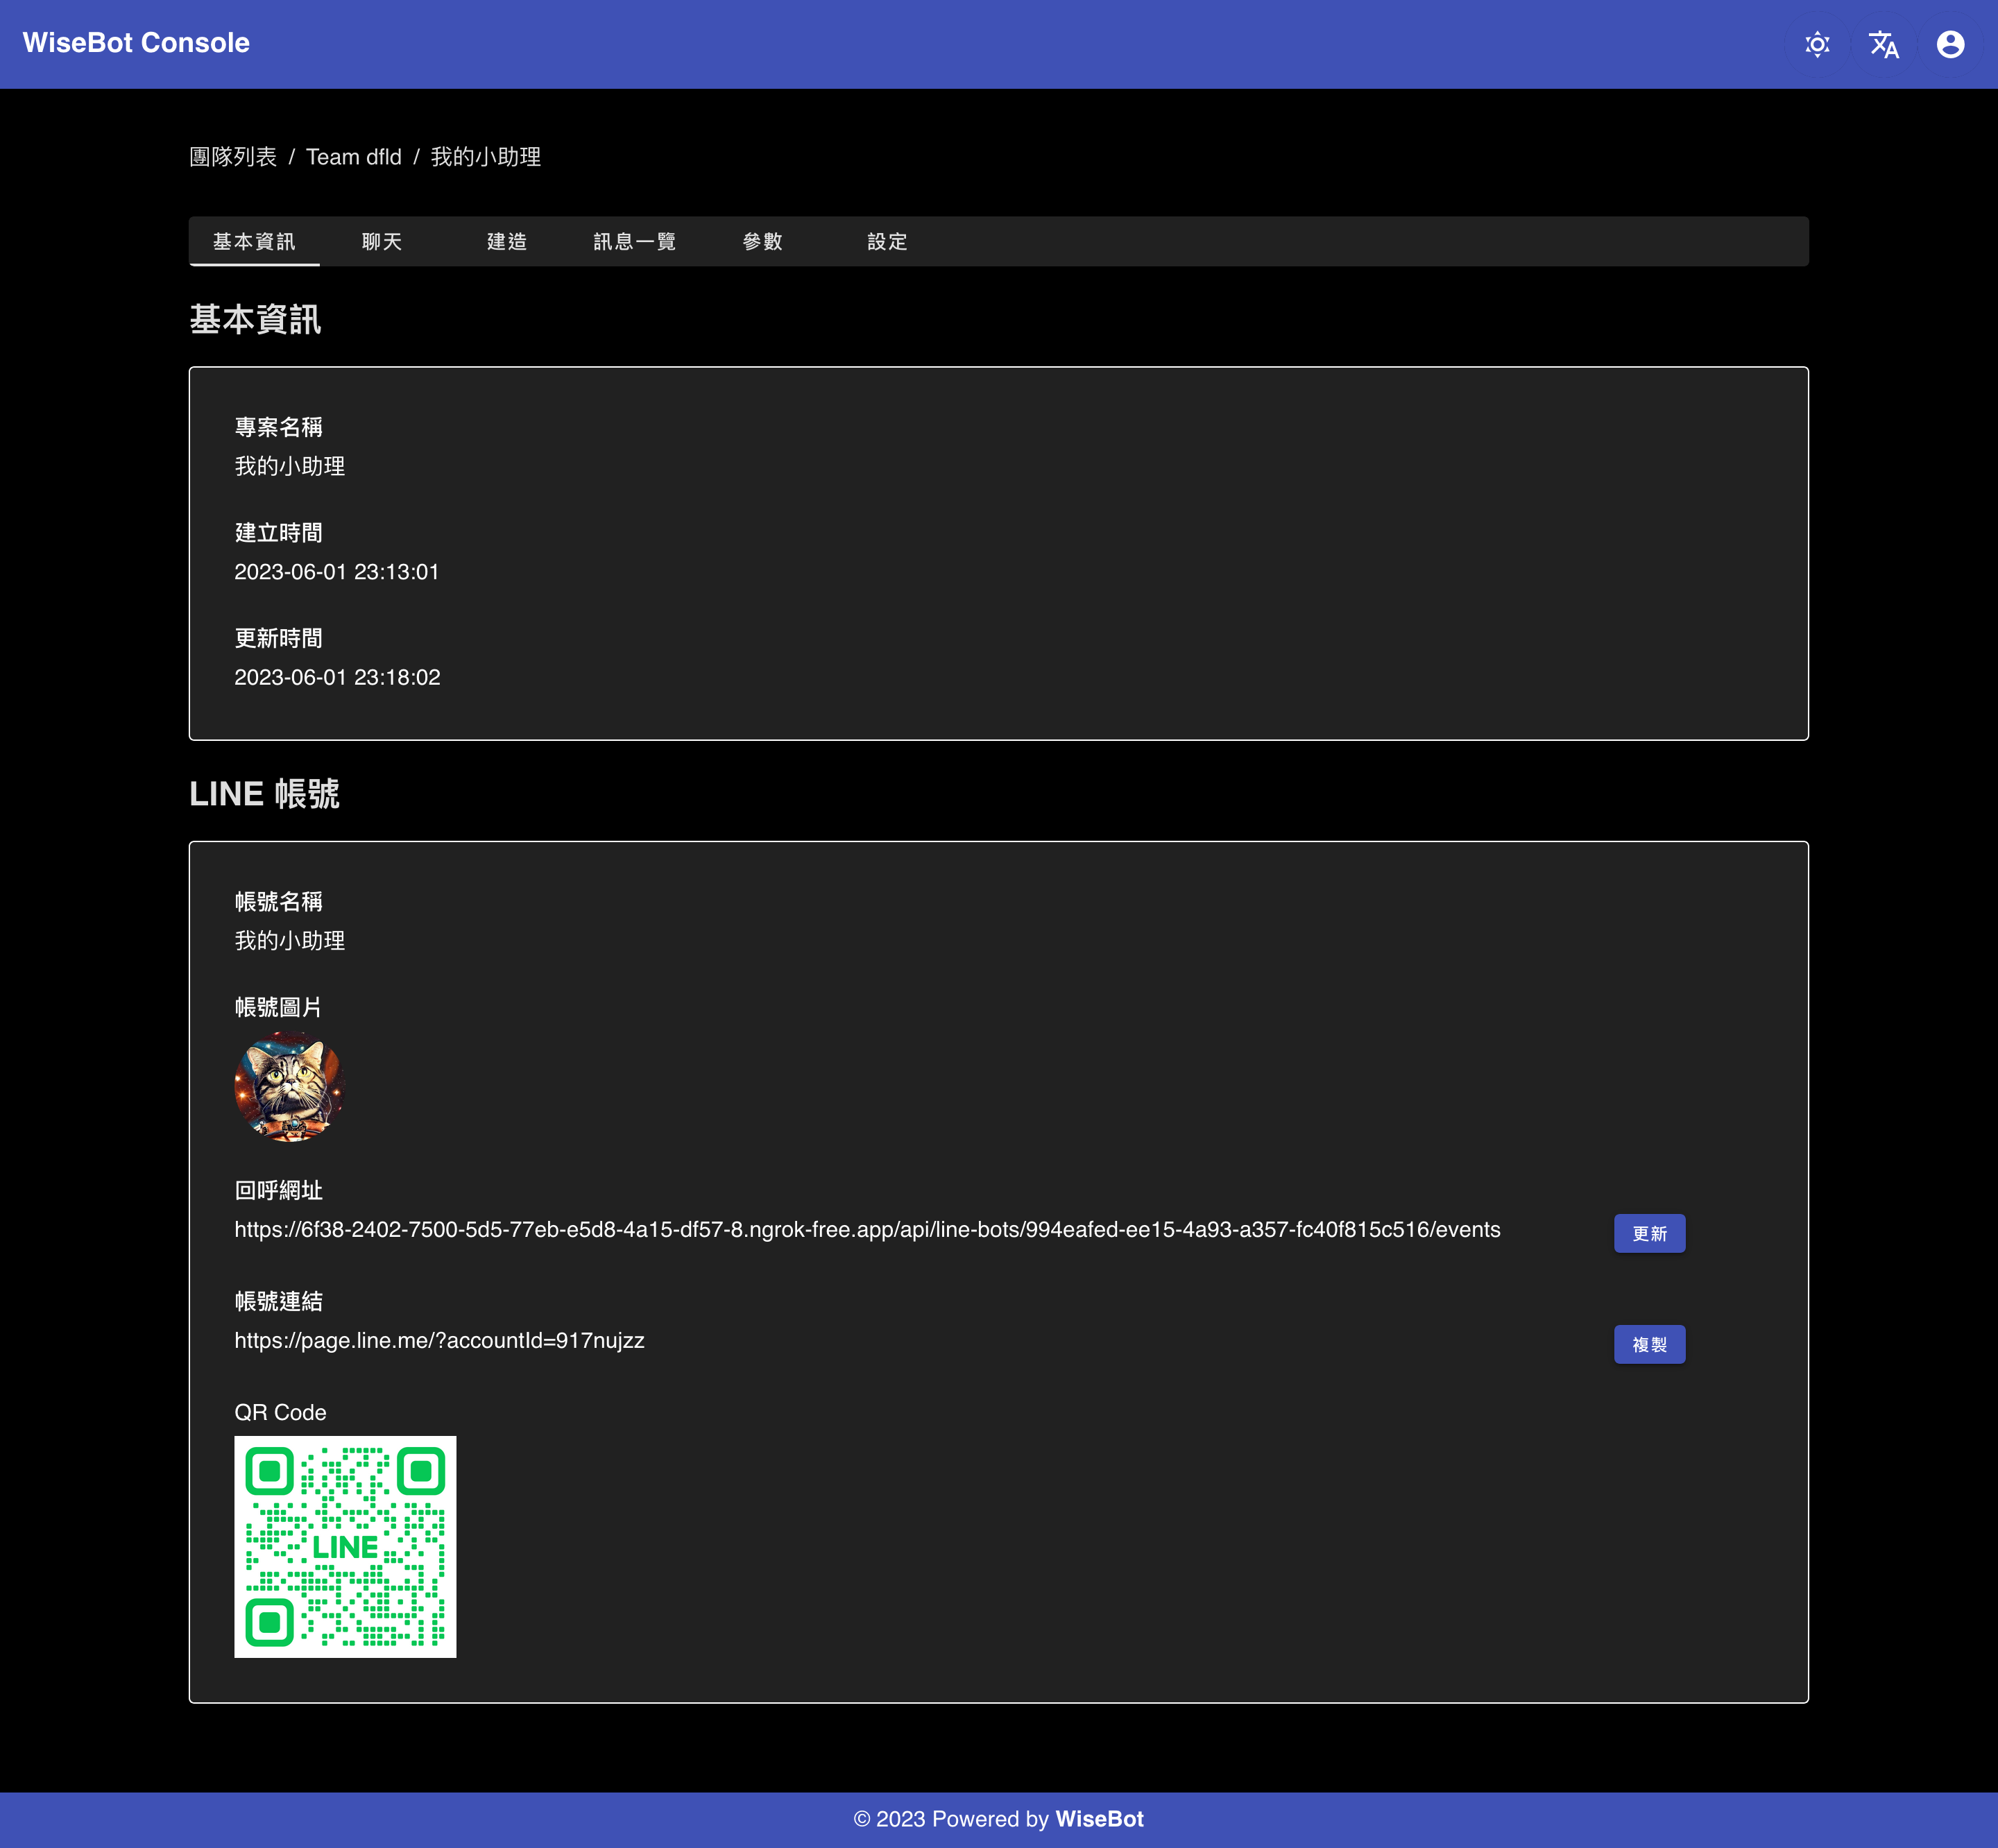 WiseBot Console
團隊列表 / Team dfld / 我的小助理
基本資訊 聊天 建造 訊息一覽 參數 設定
基本資訊
專案名稱
我的小助理
建立時間
2023-06-01 23:13:01
更新時間
2023-06-01 23:18:02
LINE 帳號
帳號名稱
我的小助理
帳號圖片
回呼網址
https://6f38-2402-7500-5d5-77eb-e5d8-4a15-df57-8.ngrok-free.app/api/line-bots/994eafed-ee15-4a93-a357-fc40f815c516/events
更新
帳號連結
https://page.line.me/?accountId=917nujzz
複製
QR Code
LINE
© 2023 Powered by WiseBot